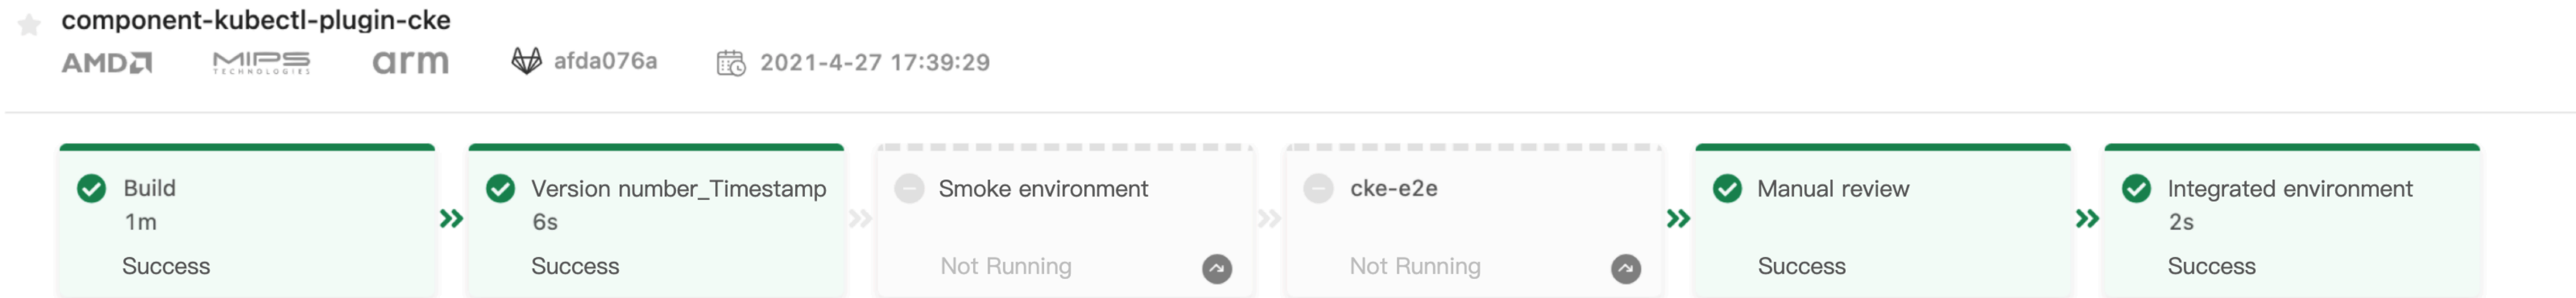 component-kubectl-plugin-cke
AMD MIPS TECHNOLOGIES arm afda076a 2021-4-27 17:39:29
Build
1m
Success
Version number_Timestamp
6s
Success
Smoke environment
Not Running
cke-e2e
Not Running
Manual review
Success
Integrated environment
2s
Success